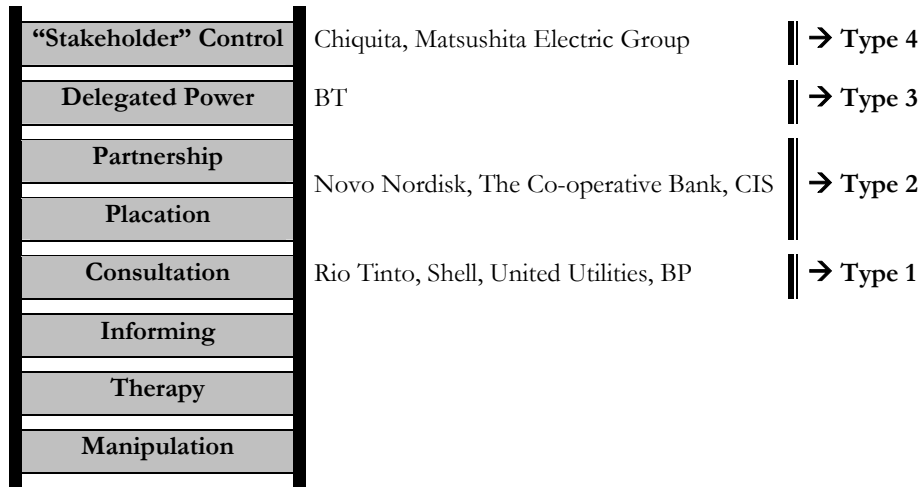 “Stakeholder” Control Chiquita, Matsushita Electric Group → Type 4
Delegated Power BT → Type 3
Partnership
Novo Nordisk, The Co-operative Bank, CIS → Type 2
Placation
Consultation Rio Tinto, Shell, United Utilities, BP → Type 1
Informing
Therapy
Manipulation